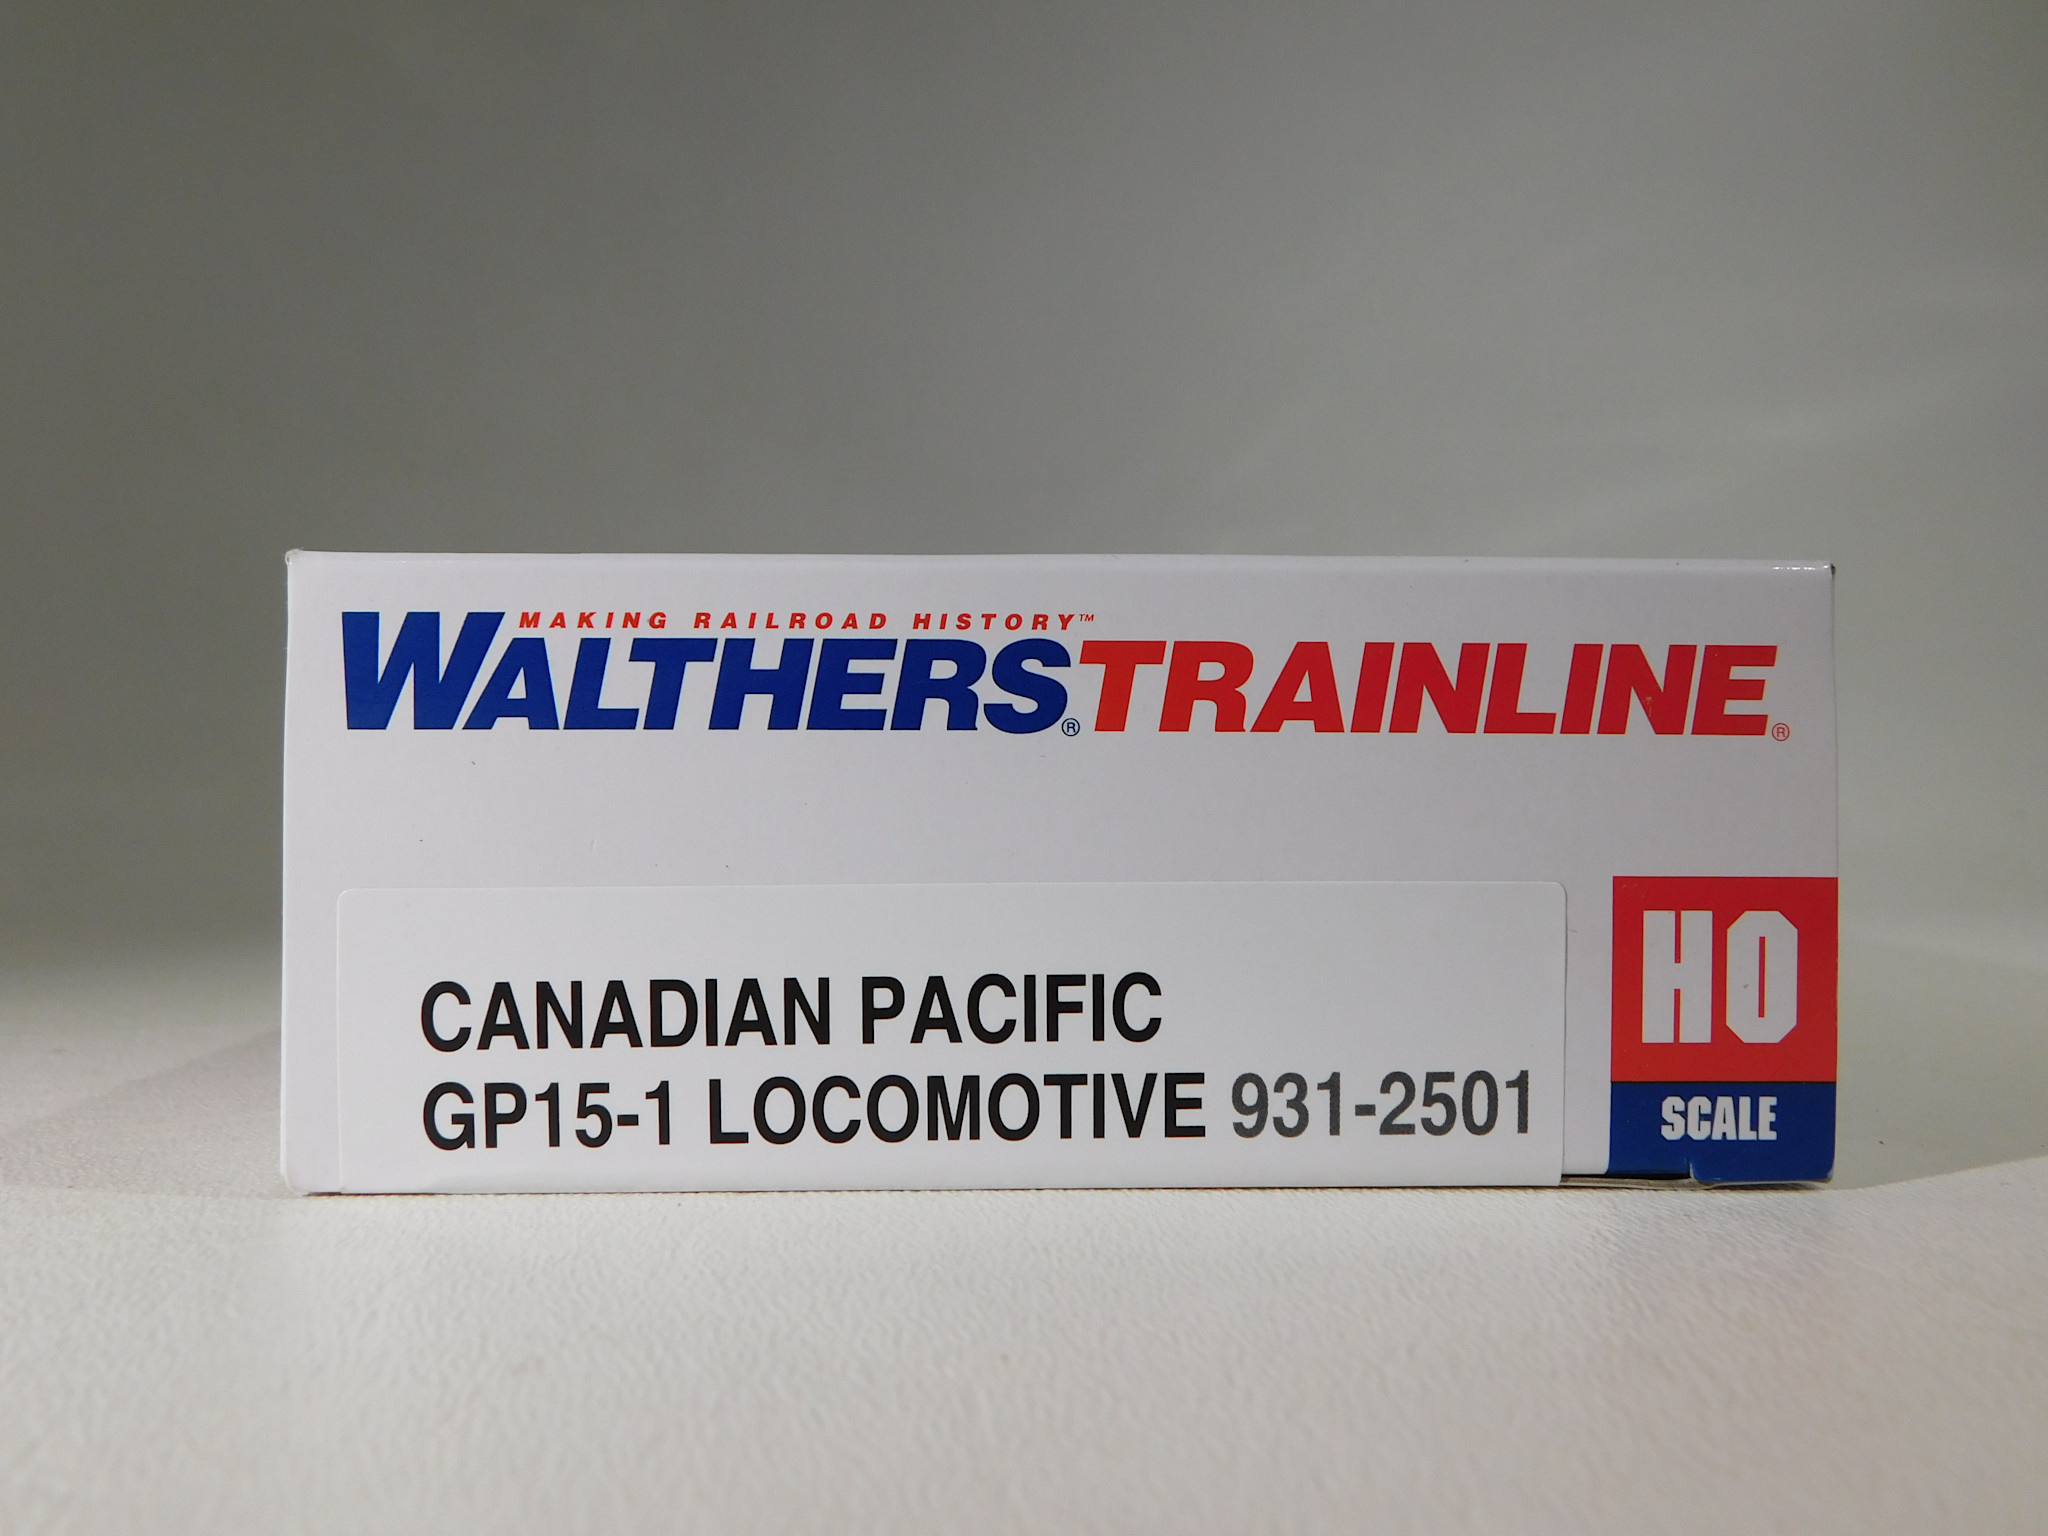 MAKING RAILROAD HISTORY™
WALTHERS®TRAINLINE®
CANADIAN PACIFIC
GP15-1 LOCOMOTIVE 931-2501
HO
SCALE